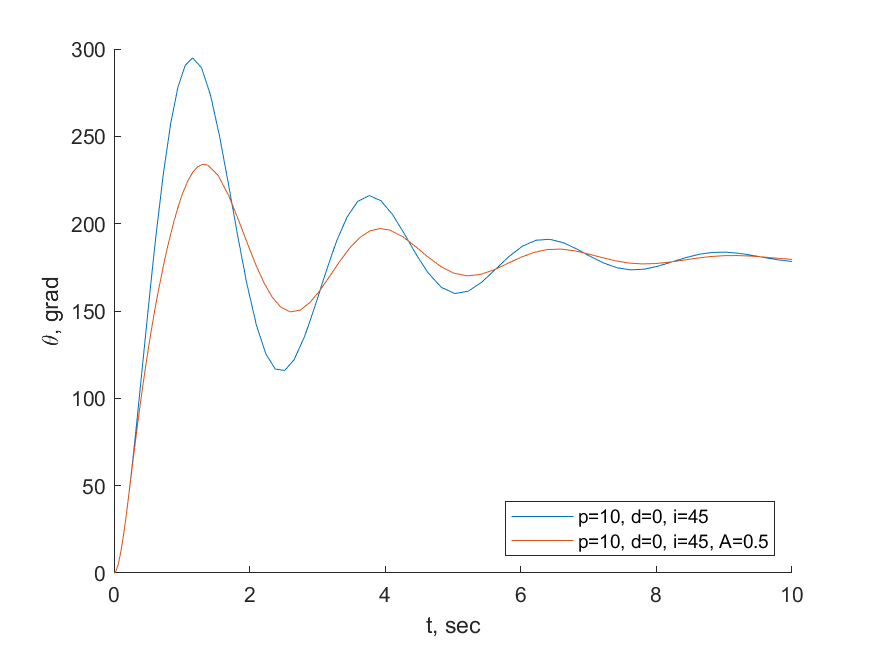 300
250
200
150
100
50
0
θ, grad
0 2 4 6 8 10
t, sec
p=10, d=0, i=45
p=10, d=0, i=45, A=0.5